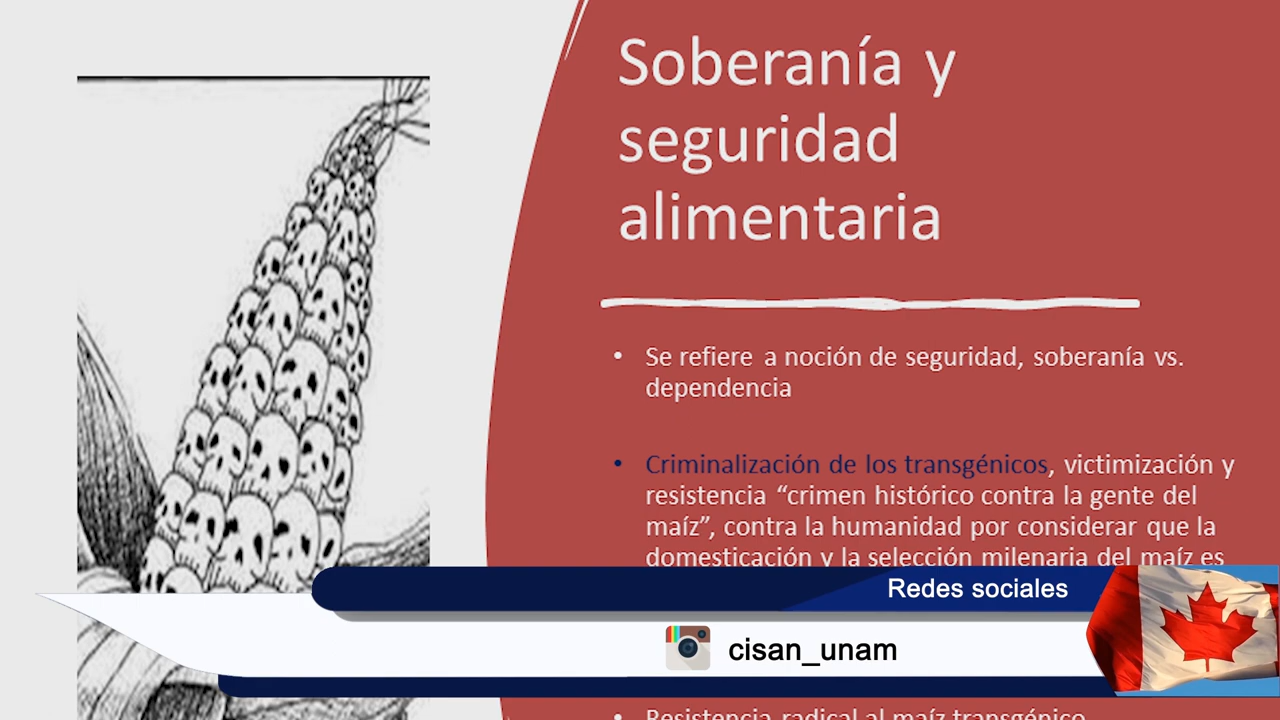 Soberanía y
seguridad
alimentaria
• Se refiere a noción de seguridad, soberanía vs.
dependencia
• Criminalización de los transgénicos, victimización y
resistencia “crimen histórico contra la gente del
maíz”, contra la humanidad por considerar que la
domesticación y la selección milenaria del maíz es
Redes sociales
cisan_unam
• Resistencia radical al maíz transgénico